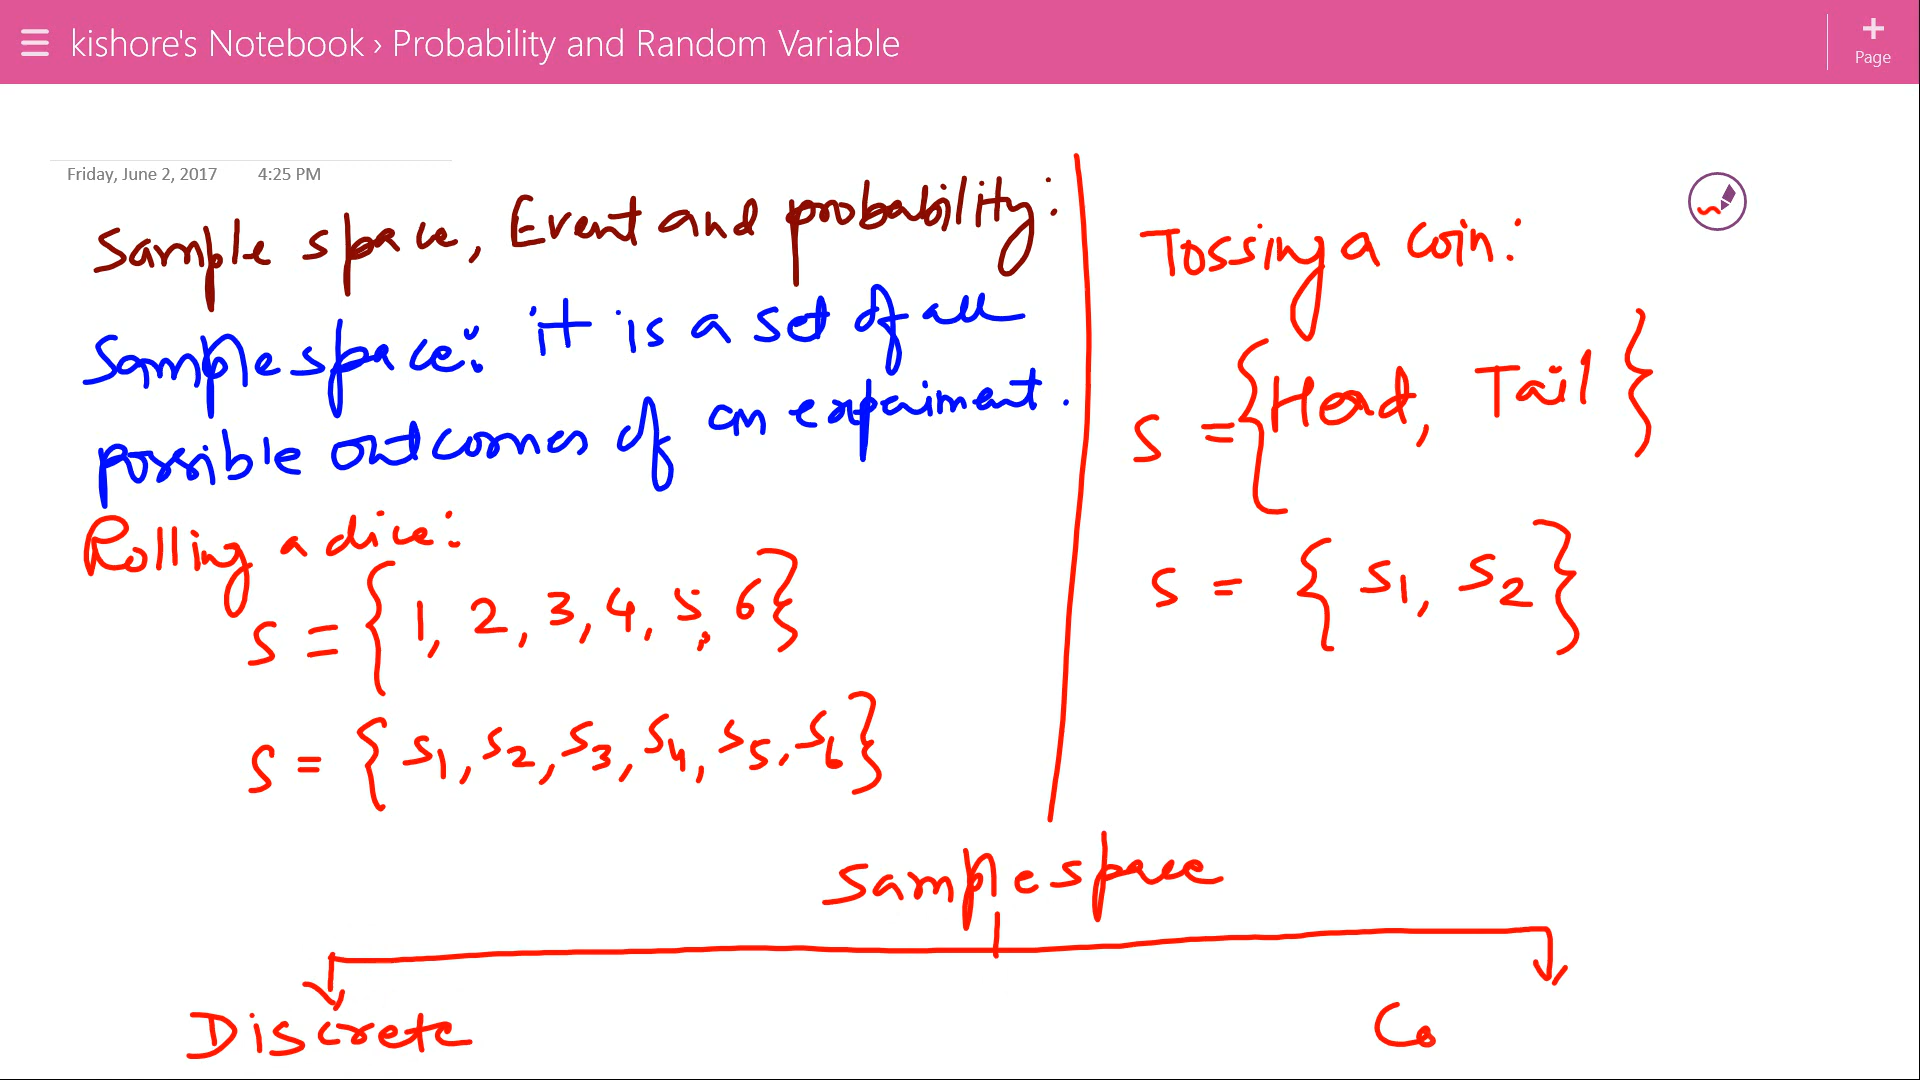 kishore's Notebook › Probability and Random Variable
+
Page
Friday, June 2, 2017 4:25 PM
Sample space, Event and probability:
Sample space: it is a set of all
possible outcomes of an experiment.
Rolling a dice:
S = {1, 2, 3, 4, 5, 6}
S = {S1, S2, S3, S4, S5, S6}
Tossing a coin:
S = {Head, Tail}
S = {S1, S2}
Sample space
Discrete
Co